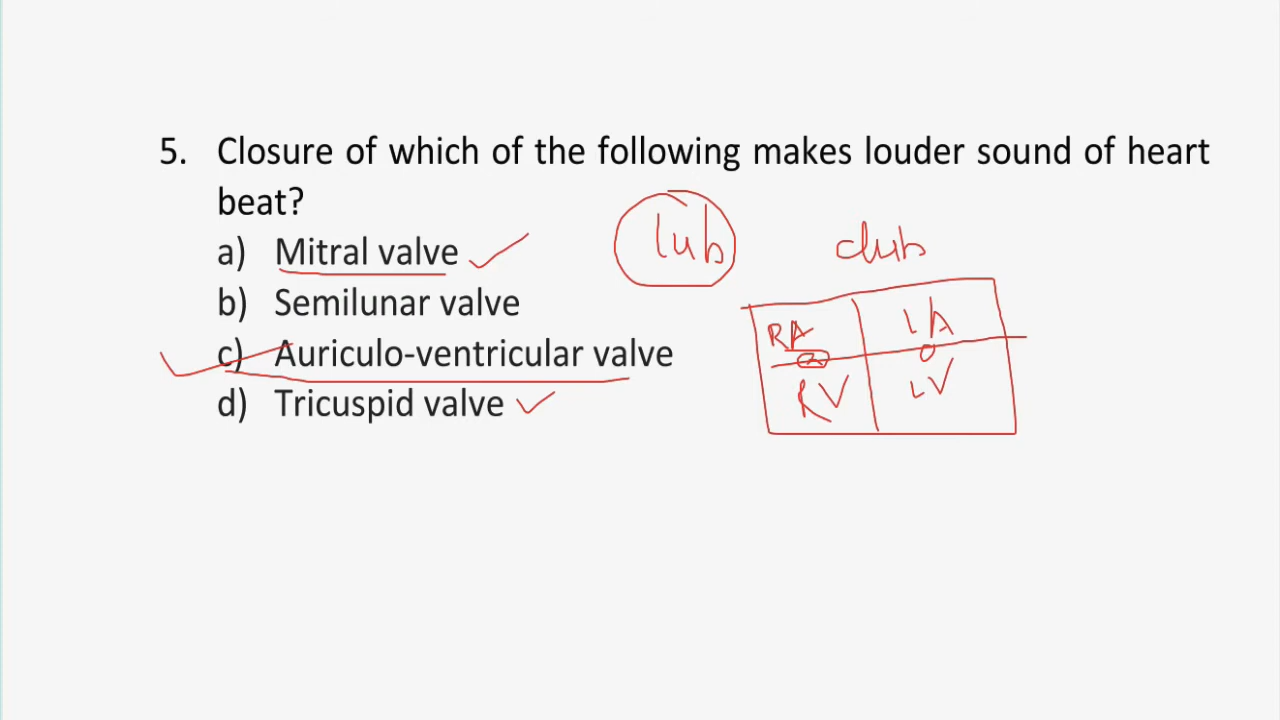 5. Closure of which of the following makes louder sound of heart
beat?
a) Mitral valve
b) Semilunar valve
c) Auriculo-ventricular valve
d) Tricuspid valve
lub dub
RA LA
RV LV